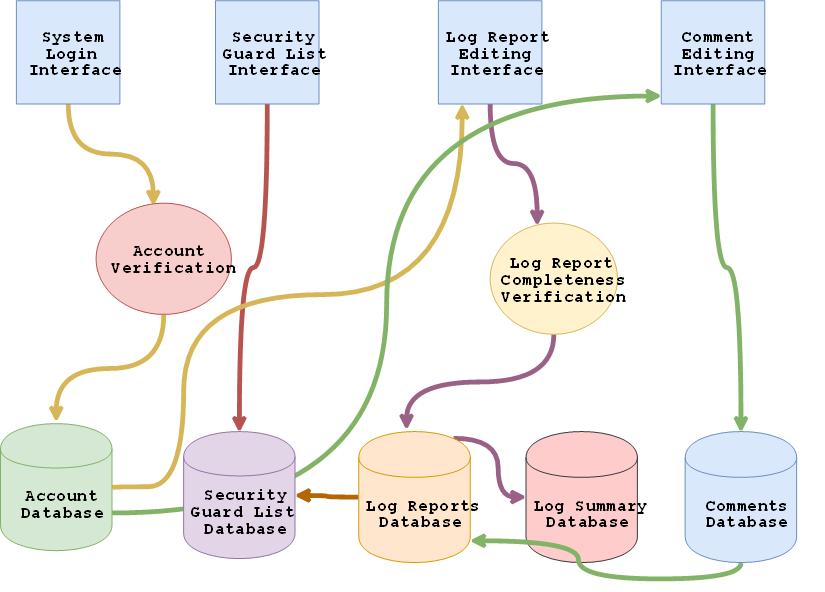 System
Login
Interface
Security
Guard List
Interface
Log Report
Editing
Interface
Comment
Editing
Interface
Account
Verification
Log Report
Completeness
Verification
Account
Database
Security
Guard List
Database
Log Reports
Database
Log Summary
Database
Comments
Database